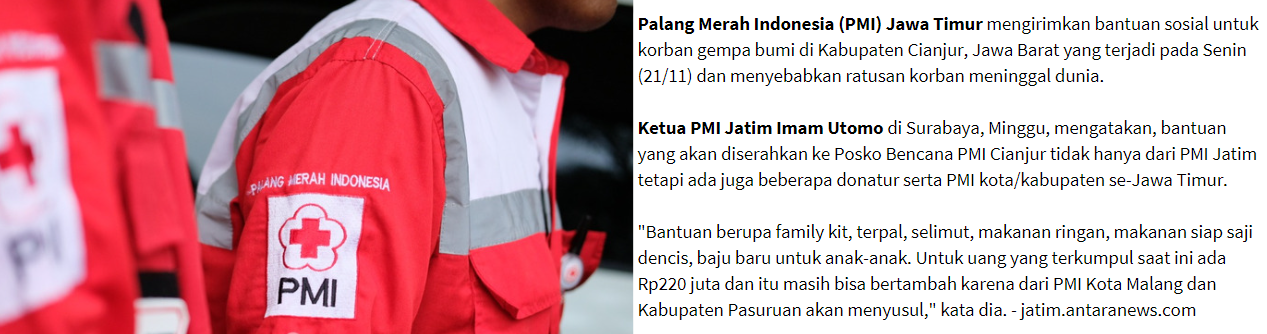 PALANG MERAH INDONESIA
PMI
PMI
Palang Merah Indonesia (PMI) Jawa Timur mengirimkan bantuan sosial untuk
korban gempa bumi di Kabupaten Cianjur, Jawa Barat yang terjadi pada Senin
(21/11) dan menyebabkan ratusan korban meninggal dunia.
Ketua PMI Jatim Imam Utomo di Surabaya, Minggu, mengatakan, bantuan
yang akan diserahkan ke Posko Bencana PMI Cianjur tidak hanya dari PMI Jatim
tetapi ada juga beberapa donatur serta PMI kota/kabupaten se-Jawa Timur.
"Bantuan berupa family kit, terpal, selimut, makanan ringan, makanan siap saji
dencis, baju baru untuk anak-anak. Untuk uang yang terkumpul saat ini ada
Rp220 juta dan itu masih bisa bertambah karena dari PMI Kota Malang dan
Kabupaten Pasuruan akan menyusul," kata dia. - jatim.antaranews.com